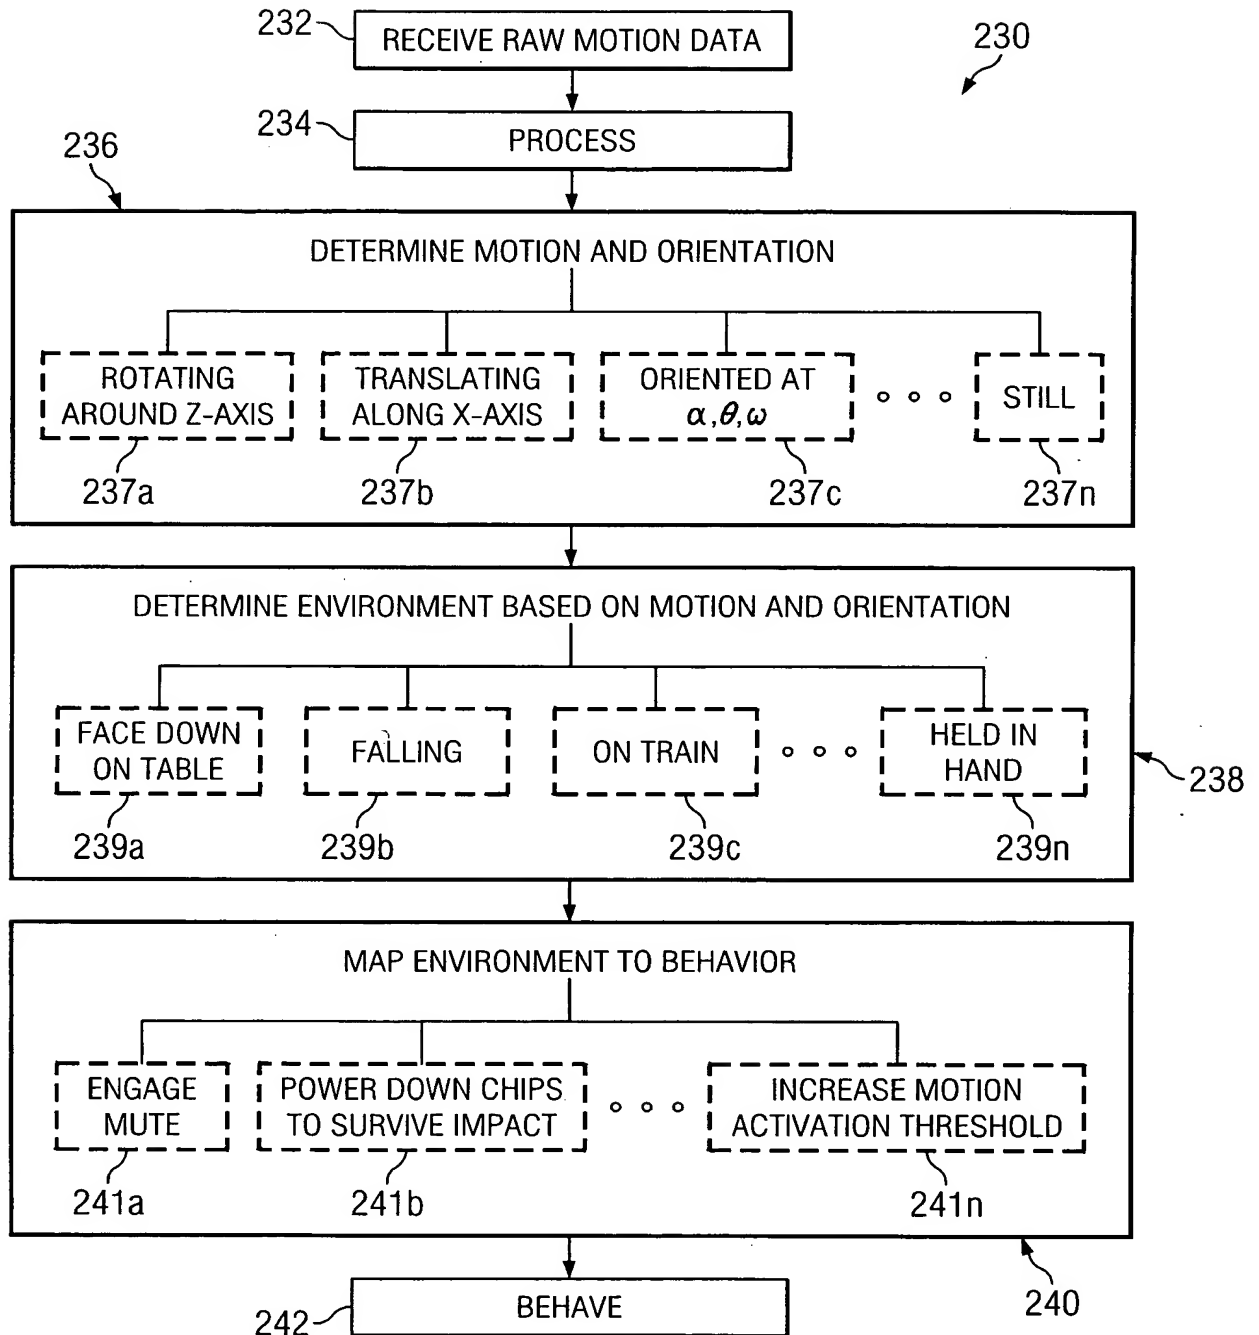 232
RECEIVE RAW MOTION DATA
230
234
PROCESS
236
DETERMINE MOTION AND ORIENTATION
ROTATING
AROUND Z-AXIS
237a
TRANSLATING
ALONG X-AXIS
237b
ORIENTED AT
α,θ,ω
237c
STILL
237n
DETERMINE ENVIRONMENT BASED ON MOTION AND ORIENTATION
FACE DOWN
ON TABLE
239a
FALLING
239b
ON TRAIN
239c
HELD IN
HAND
239n
238
MAP ENVIRONMENT TO BEHAVIOR
ENGAGE
MUTE
241a
POWER DOWN CHIPS
TO SURVIVE IMPACT
241b
INCREASE MOTION
ACTIVATION THRESHOLD
241n
240
242
BEHAVE